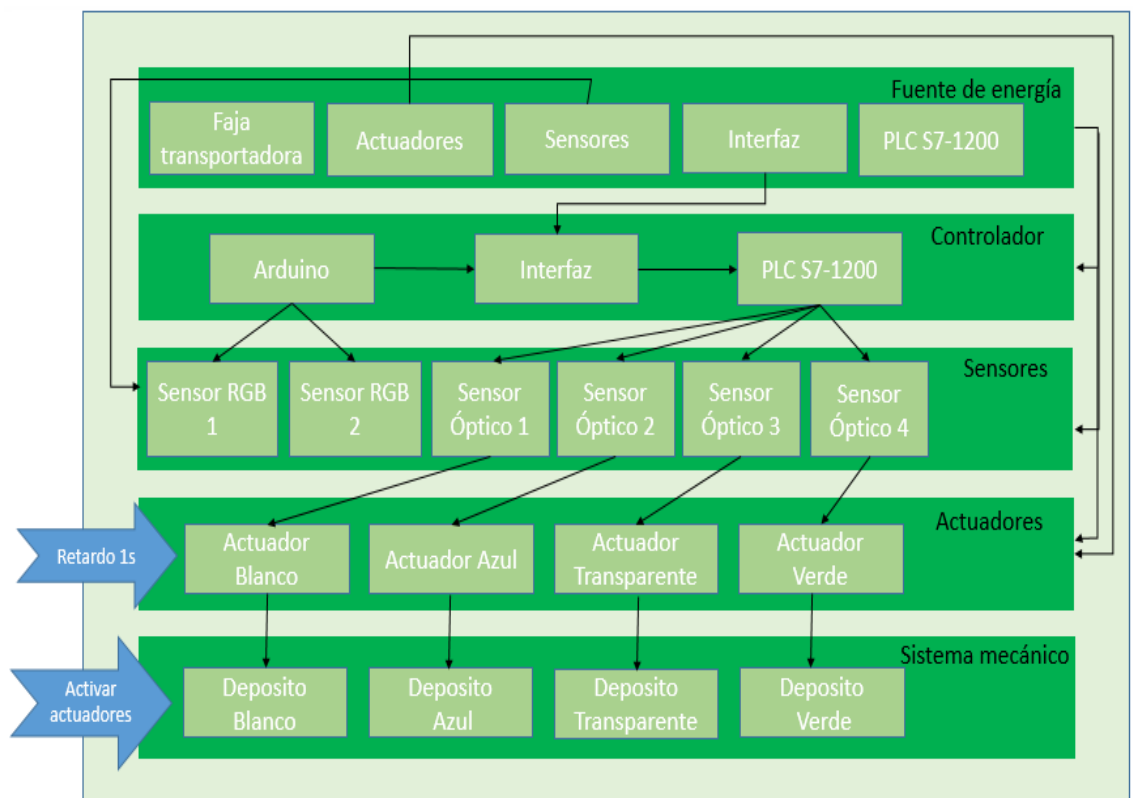 Fuente de energía
Faja
transportadora
Actuadores
Sensores
Interfaz
PLC S7-1200
Controlador
Arduino
Interfaz
PLC S7-1200
Sensores
Sensor RGB
1
Sensor RGB
2
Sensor
Óptico 1
Sensor
Óptico 2
Sensor
Óptico 3
Sensor
Óptico 4
Retardo 1s
Actuadores
Actuador
Blanco
Actuador Azul
Actuador
Transparente
Actuador
Verde
Activar
actuadores
Sistema mecánico
Deposito
Blanco
Deposito
Azul
Deposito
Transparente
Deposito
Verde